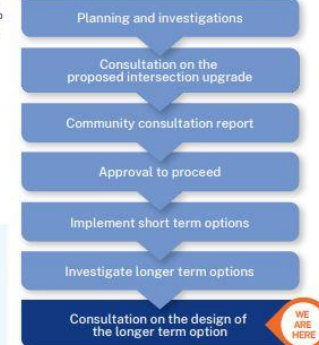 Planning and investigations
Consultation on the
proposed intersection upgrade
Community consultation report
Approval to proceed
Implement short term options
Investigate longer term options
Consultation on the design of
the longer term option
WE
ARE
HERE